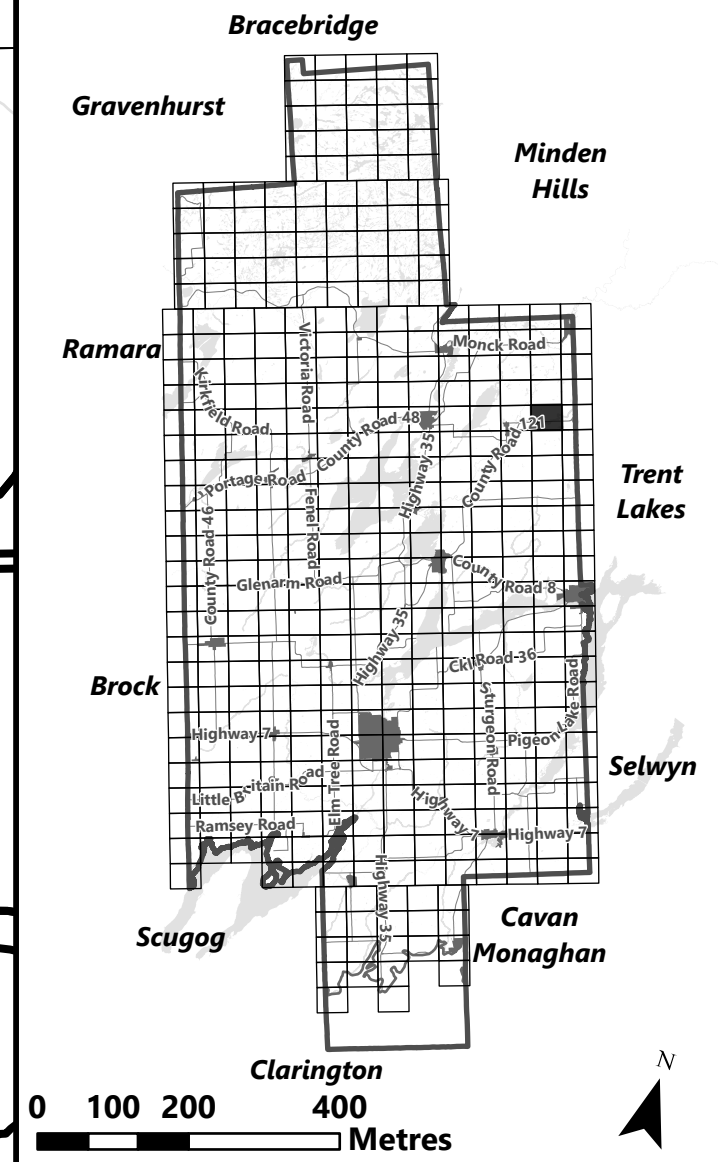 Bracebridge
Gravenhurst
Minden
Hills
Ramara
Monck Road
Victoria Road
Kirkfield Road
County Road 48
County Road 121
Highway 35
Trent
Lakes
Portage Road
Fenel Road
County Road 46
Glenarm Road
County Road 8
Highway 35
Ckl Road 36
Brock
Sturgeon Road
Pigeon Lake Road
Highway 7
Elm Tree Road
Selwyn
Little Britain Road
Highway 7
Ramsey Road
Highway 7
Highway 35
Scugog
Cavan
Monaghan
Clarington
N
0 100 200 400
Metres